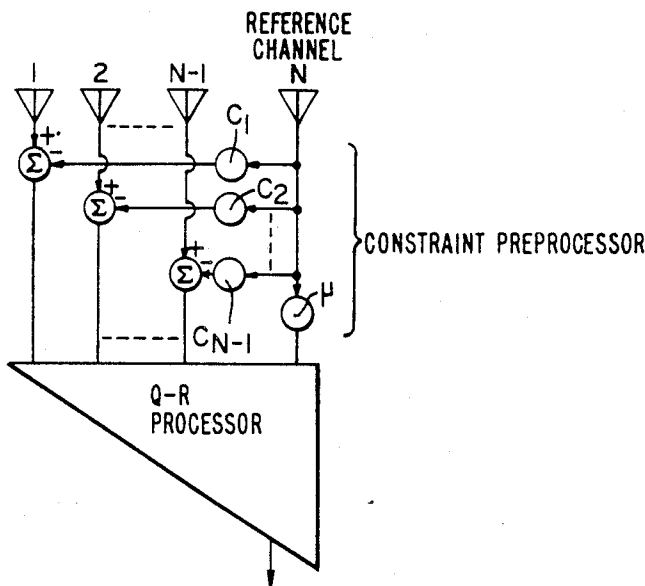 REFERENCE
CHANNEL
1 2 N-1 N
+ -
Σ
C1
+ -
Σ
C2
+ -
Σ
CN-1
μ
CONSTRAINT PREPROCESSOR
Q-R
PROCESSOR